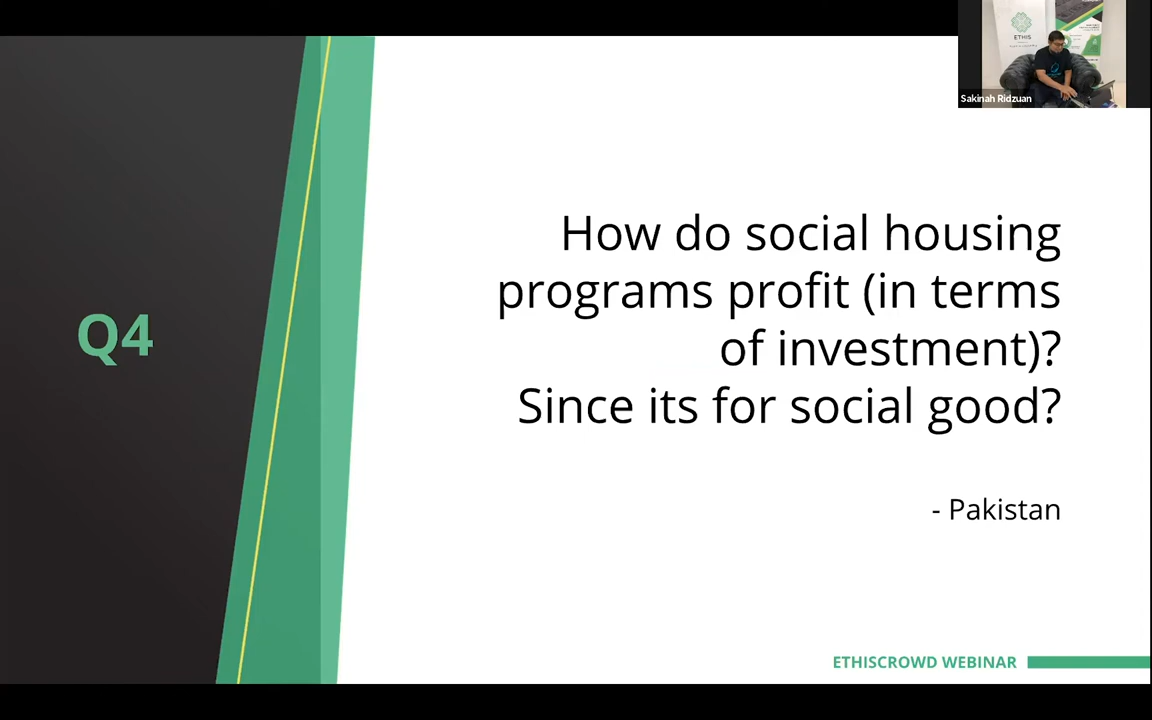 ETHIS
Sakinah Ridzuan
Q4
How do social housing
programs profit (in terms
of investment)?
Since its for social good?
- Pakistan
ETHISCROWD WEBINAR